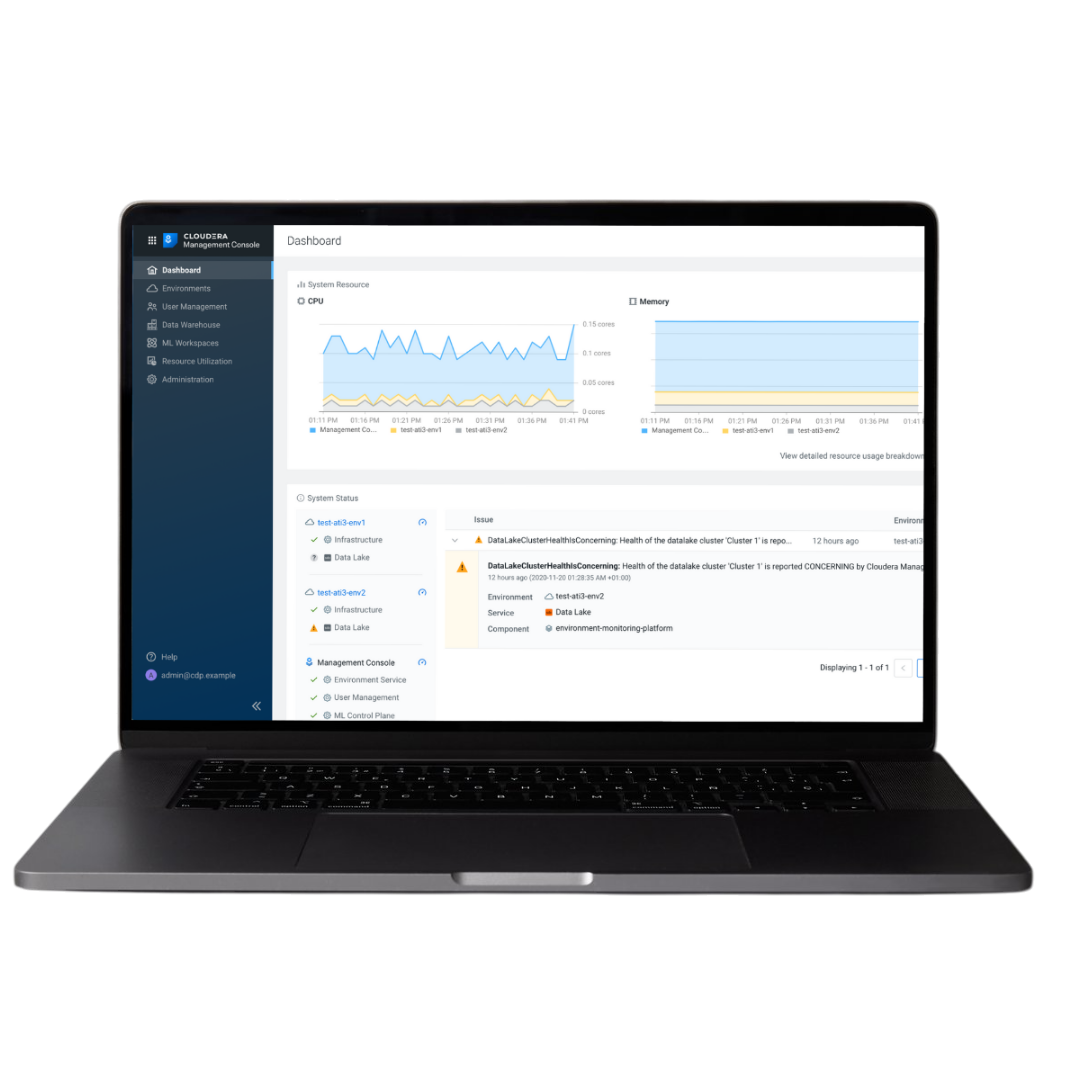 CLOUDERA
Management Console
Dashboard
Environments
User Management
Data Warehouse
ML Workspaces
Resource Utilization
Administration
Help
admin@cdp.example
Dashboard
System Resource
CPU
0.15 cores
0.1 cores
0.05 cores
0 cores
01:11 PM 01:16 PM 01:21 PM 01:26 PM 01:31 PM 01:36 PM 01:41 PM
Management Co... test-ati3-env1 test-ati3-env2
Memory
01:11 PM 01:16 PM 01:21 PM 01:26 PM 01:31 PM 01:36 PM 01:41
Management Co... test-ati3-env1 test-ati3-env2
View detailed resource usage breakdown
System Status
test-ati3-env1
Infrastructure
? Data Lake
test-ati3-env2
Infrastructure
Data Lake
Management Console
Environment Service
User Management
ML Control Plane
Issue Environm
DataLakeClusterHealthIsConcerning: Health of the datalake cluster 'Cluster 1' is repo... 12 hours ago test-ati3
DataLakeClusterHealthIsConcerning: Health of the datalake cluster 'Cluster 1' is reported CONCERNING by Cloudera Manag
12 hours ago (2020-11-20 01:28:35 AM +01:00)
Environment test-ati3-env2
Service Data Lake
Component environment-monitoring-platform
Displaying 1 - 1 of 1 <